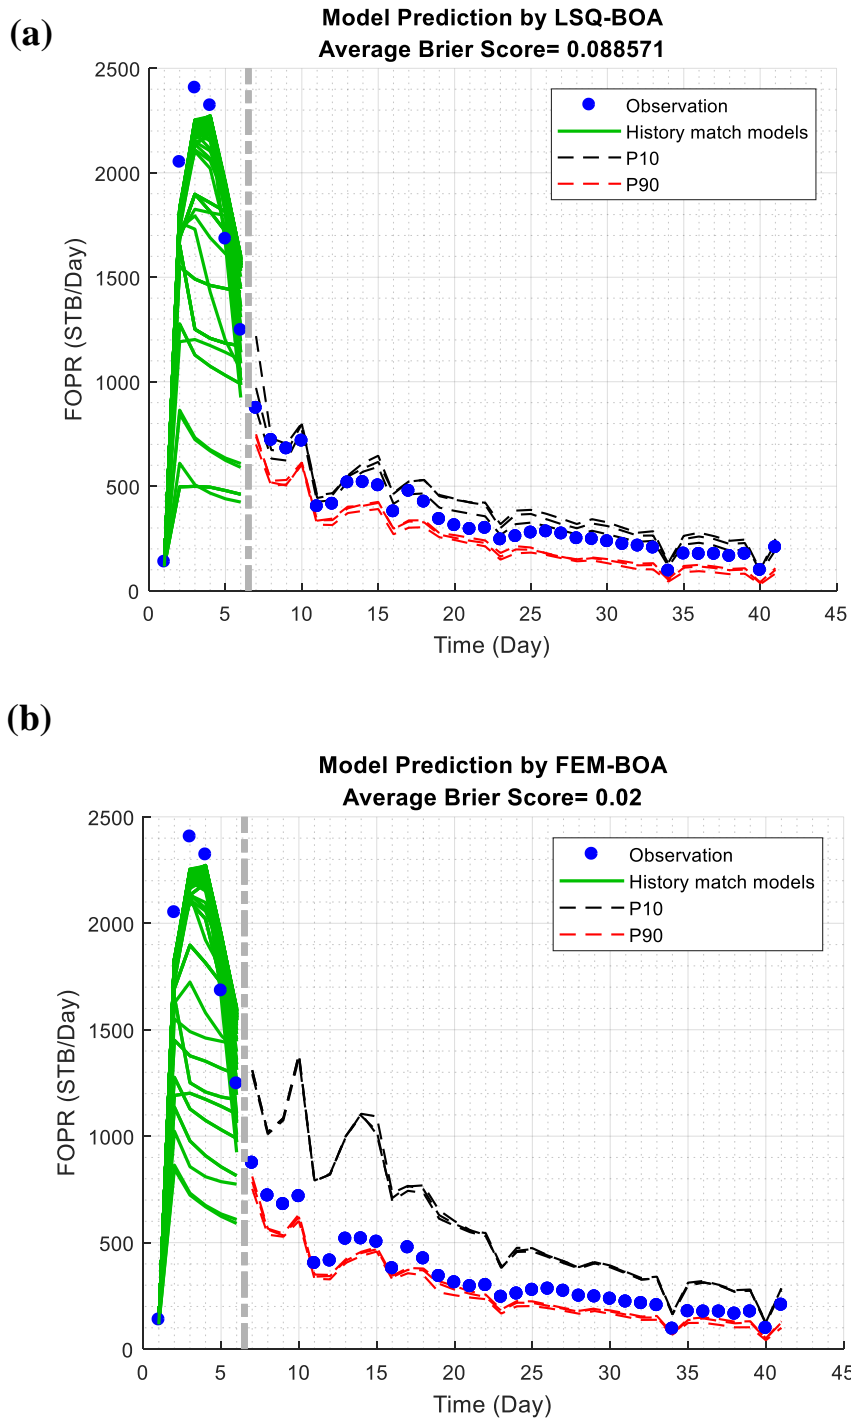 (a)
Model Prediction by LSQ-BOA
Average Brier Score= 0.088571
2500
2000
1500
1000
500
0
FOPR (STB/Day)
Observation
History match models
P10
P90
0 5 10 15 20 25 30 35 40 45
Time (Day)
(b)
Model Prediction by FEM-BOA
Average Brier Score= 0.02
2500
2000
1500
1000
500
0
FOPR (STB/Day)
Observation
History match models
P10
P90
0 5 10 15 20 25 30 35 40 45
Time (Day)